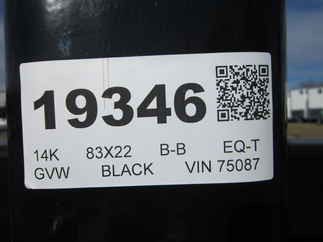 19346
14K 83X22 B-B EQ-T
GVW BLACK VIN 75087